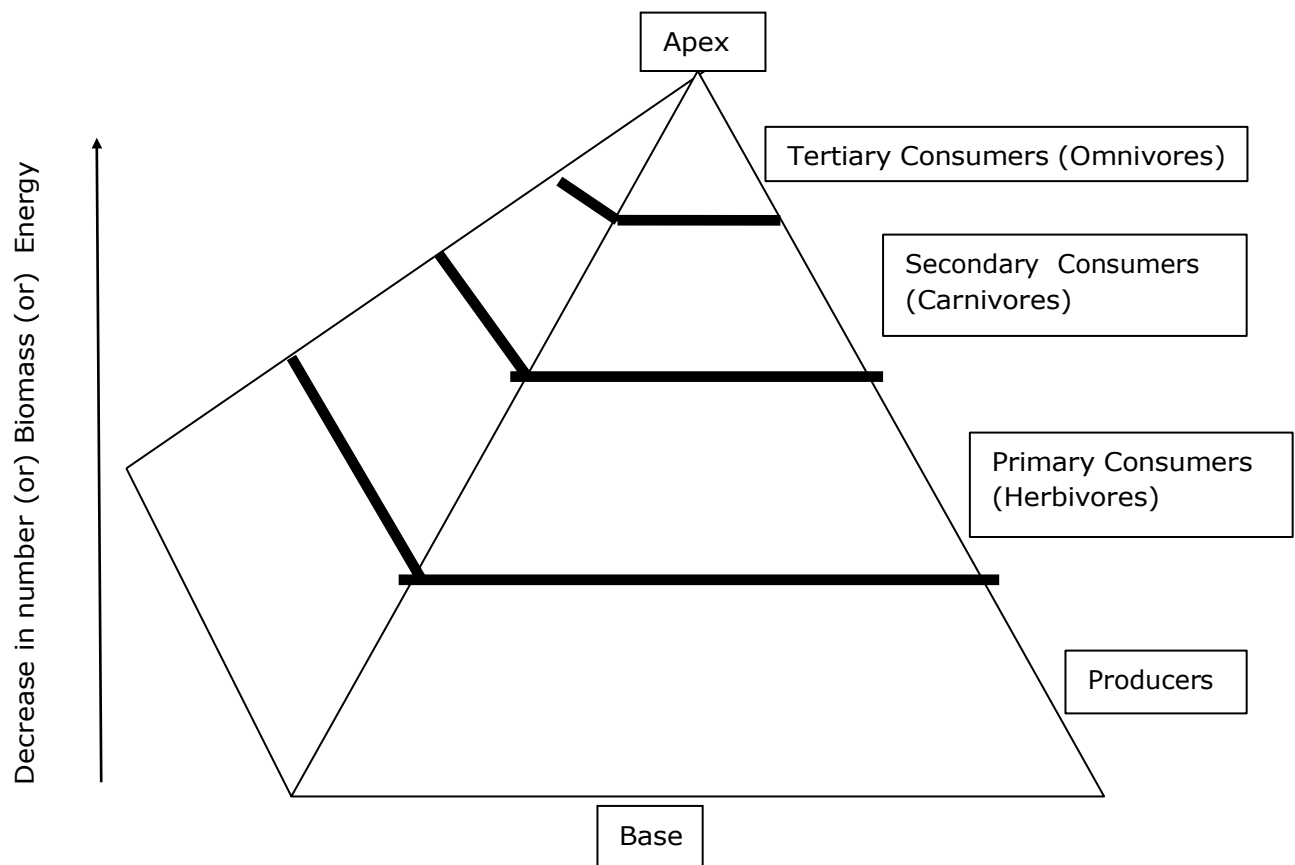 Apex
Tertiary Consumers (Omnivores)
Secondary Consumers
(Carnivores)
Primary Consumers
(Herbivores)
Producers
Base
Decrease in number (or) Biomass (or) Energy